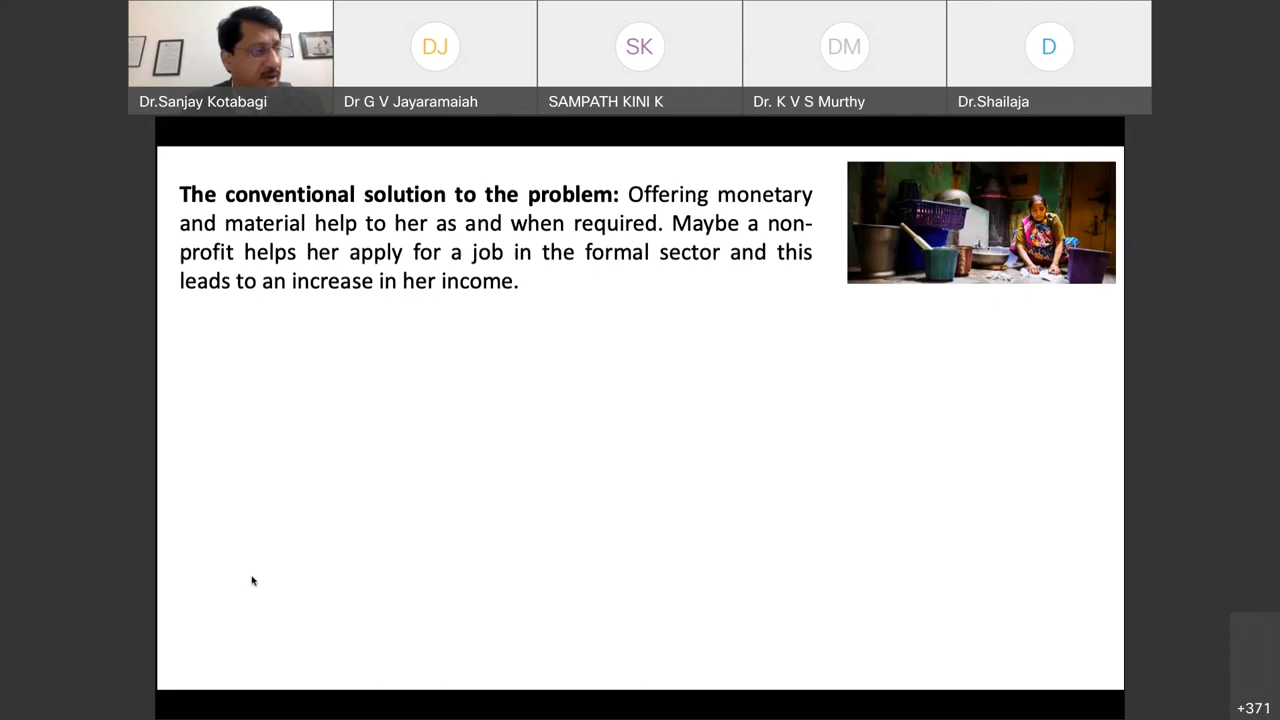 DJ
SK
DM
D
Dr.Sanjay Kotabagi
Dr G V Jayaramaiah
SAMPATH KINI K
Dr. K V S Murthy
Dr.Shailaja
The conventional solution to the problem: Offering monetary
and material help to her as and when required. Maybe a non-
profit helps her apply for a job in the formal sector and this
leads to an increase in her income.
+371